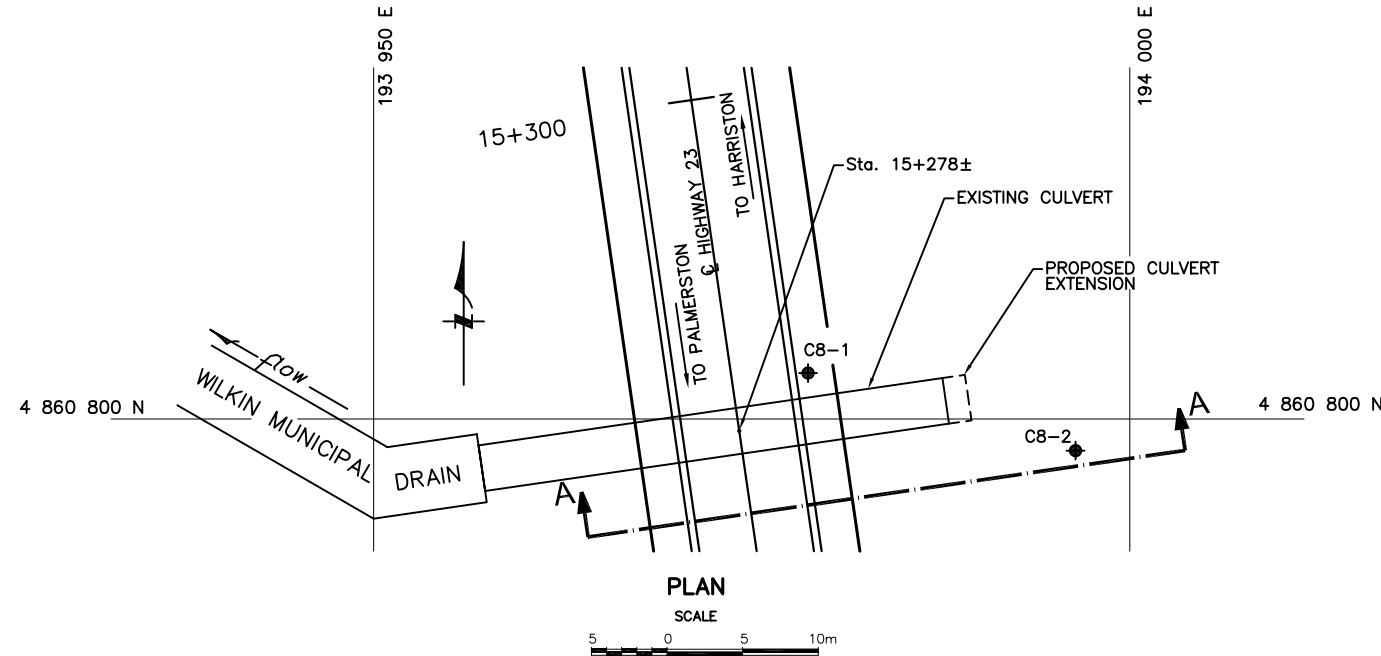 193 950 E
194 000 E
15+300
TO HARRISTON
℄ HIGHWAY 23
TO PALMERSTON
Sta. 15+278±
EXISTING CULVERT
PROPOSED CULVERT
EXTENSION
N
C8-1
flow
WILKIN MUNICIPAL
DRAIN
4 860 800 N
4 860 800 N
C8-2
A
A
PLAN
SCALE
5 0 5 10m